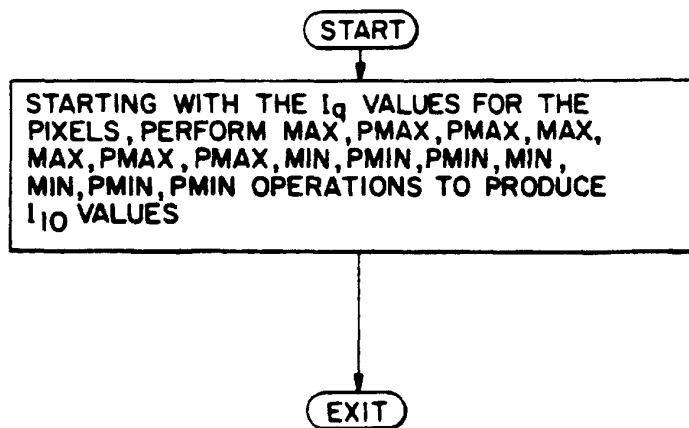 START
STARTING WITH THE I9 VALUES FOR THE
PIXELS, PERFORM MAX, PMAX, PMAX, MAX,
MAX, PMAX, PMAX, MIN, PMIN, PMIN, MIN,
MIN, PMIN, PMIN OPERATIONS TO PRODUCE
I10 VALUES
EXIT